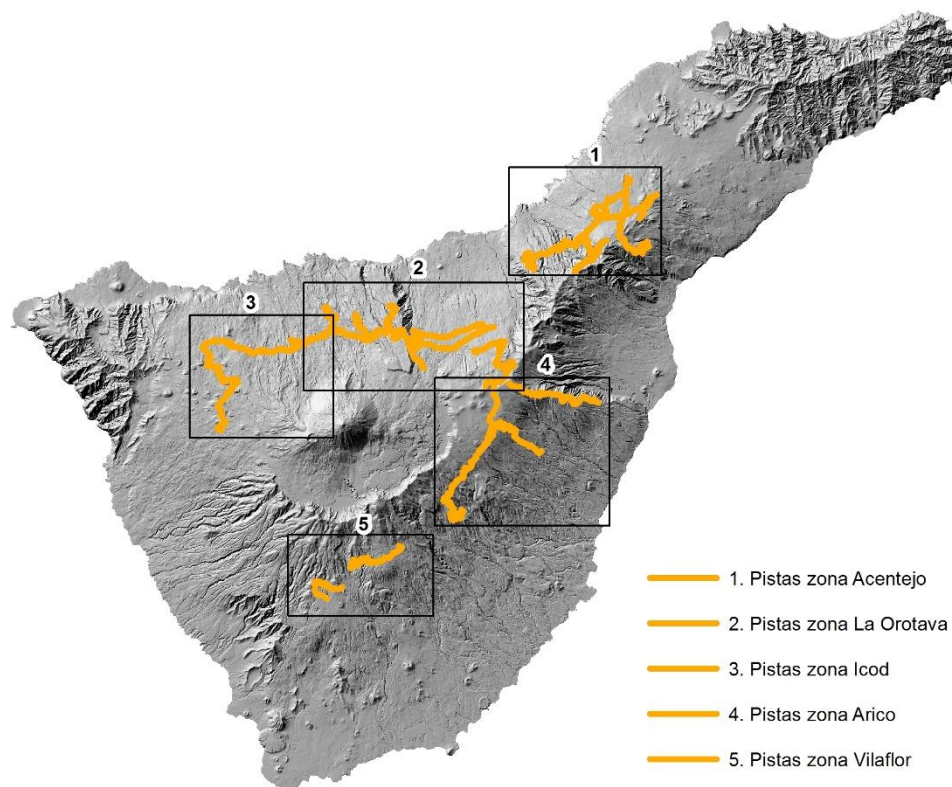 1
2
3
4
5
1. Pistas zona Acentejo
2. Pistas zona La Orotava
3. Pistas zona Icod
4. Pistas zona Arico
5. Pistas zona Vilaflor